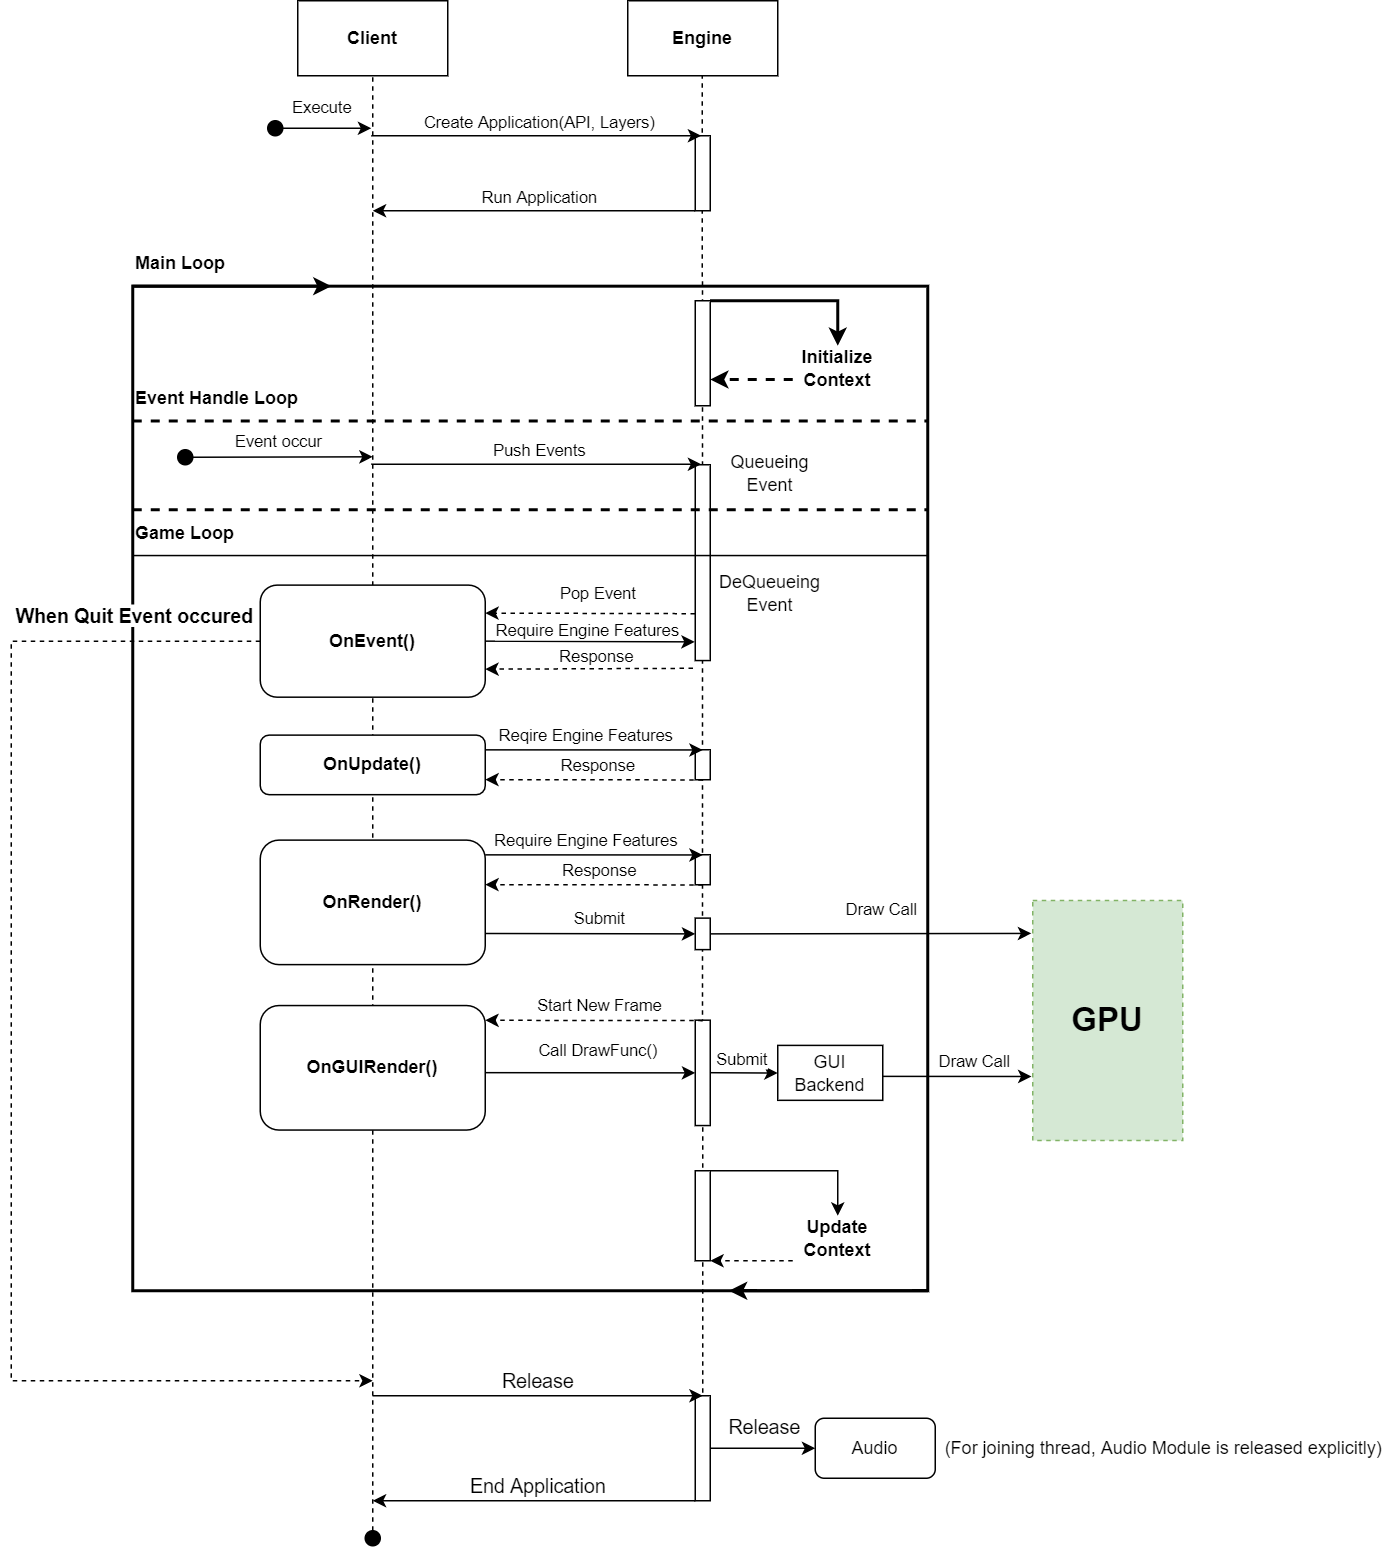 Client
Engine
Execute
Create Application(API, Layers)
Run Application
Main Loop
Initialize
Context
Event Handle Loop
Event occur
Push Events
Queueing
Event
Game Loop
DeQueueing
Event
Pop Event
When Quit Event occured
OnEvent()
Require Engine Features
Response
Reqire Engine Features
OnUpdate()
Response
Require Engine Features
Response
OnRender()
Submit
Draw Call
GPU
Start New Frame
Call DrawFunc()
OnGUIRender()
Submit
GUI
Backend
Draw Call
Update
Context
Release
Release
Audio
(For joining thread, Audio Module is released explicitly)
End Application